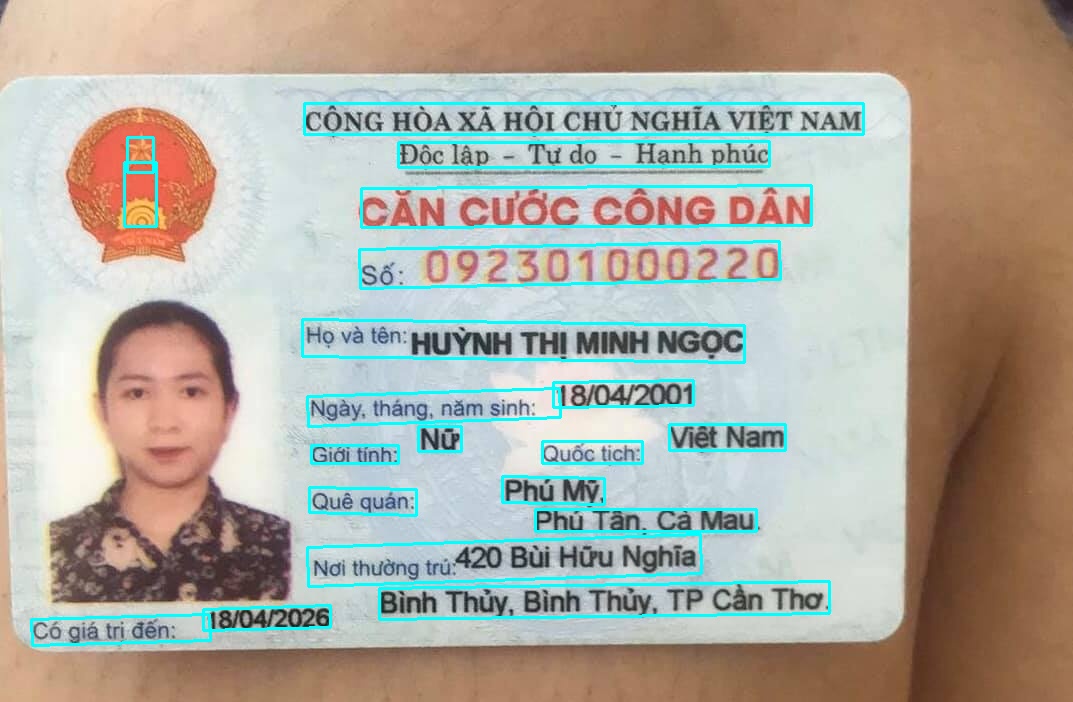 CỘNG HÒA XÃ HỘI CHỦ NGHĨA VIỆT NAM
Độc lập - Tự do - Hạnh phúc
CĂN CƯỚC CÔNG DÂN
Số: 092301000220
VIỆT NAM
Họ và tên: HUỲNH THỊ MINH NGỌC
Ngày, tháng, năm sinh: 18/04/2001
Giới tính: Nữ Quốc tịch: Việt Nam
Quê quán: Phú Mỹ,
Phú Tân, Cà Mau.
Nơi thường trú: 420 Bùi Hữu Nghĩa
Bình Thủy, Bình Thủy, TP Cần Thơ.
Có giá trị đến: 18/04/2026